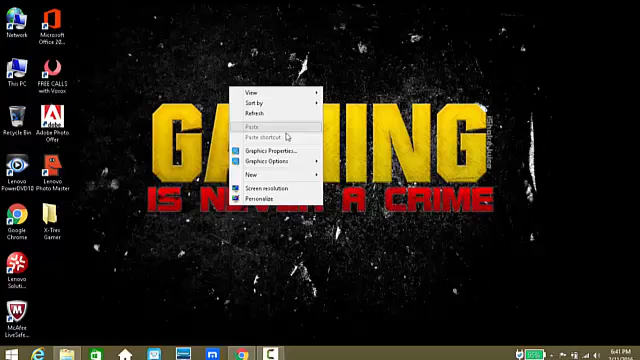 Network
Microsoft
Office 20...
This PC
FREE CALLS
with Voxox
Recycle Bin
Adobe Photo
Offer
Lenovo
PowerDVD10
Lenovo
Photo Master
Google
Chrome
X-Trex
Gamer
Lenovo
Soluti...
McAfee
LiveSafe...
View
Sort by
Refresh
Paste
Paste shortcut
Graphics Properties...
Graphics Options
New
Screen resolution
Personalize
GAMING
IS NEVER A CRIME
95%
6:41 PM